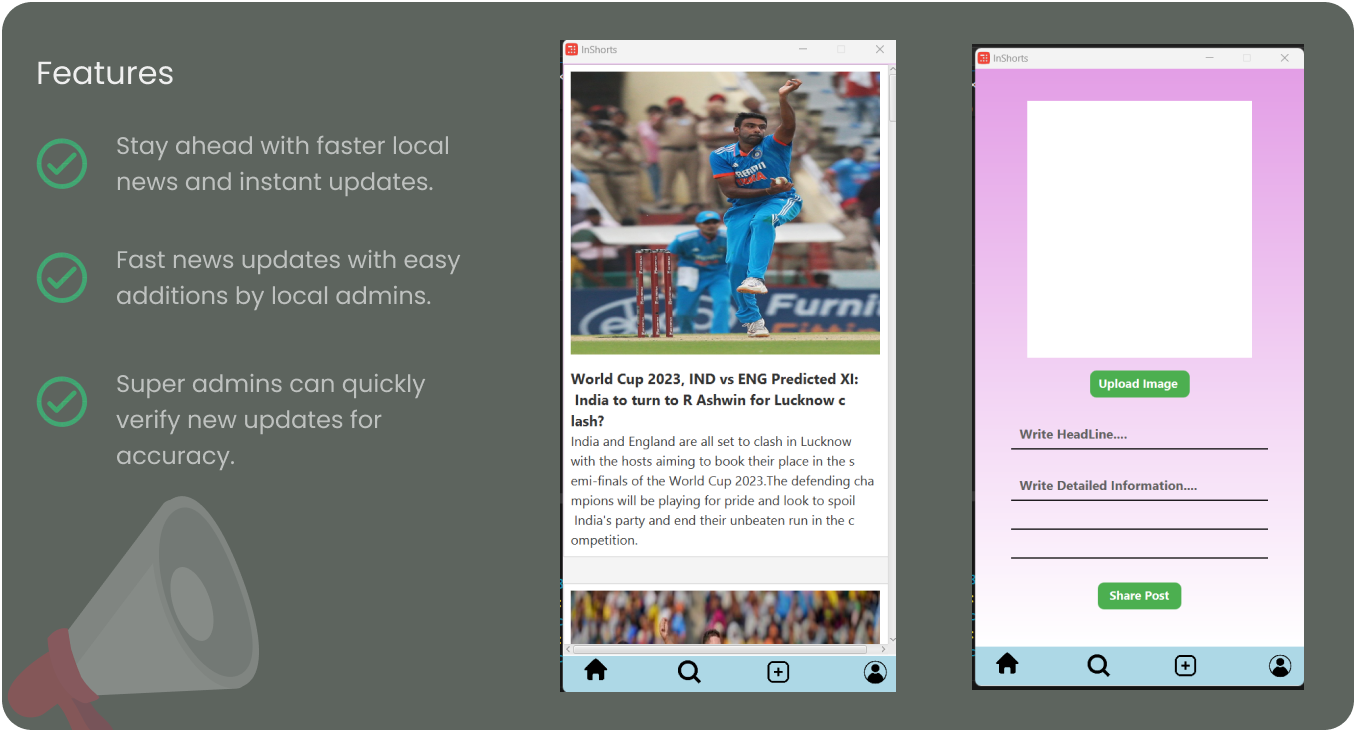 Features
Stay ahead with faster local
news and instant updates.
Fast news updates with easy
additions by local admins.
Super admins can quickly
verify new updates for
accuracy.
InShorts
Furni
World Cup 2023, IND vs ENG Predicted XI:
India to turn to R Ashwin for Lucknow c
lash?
India and England are all set to clash in Lucknow
with the hosts aiming to book their place in the s
emi-finals of the World Cup 2023.The defending cha
mpions will be playing for pride and look to spoil
India's party and end their unbeaten run in the c
ompetition.
InShorts
Upload Image
Write HeadLine....
Write Detailed Information....
Share Post